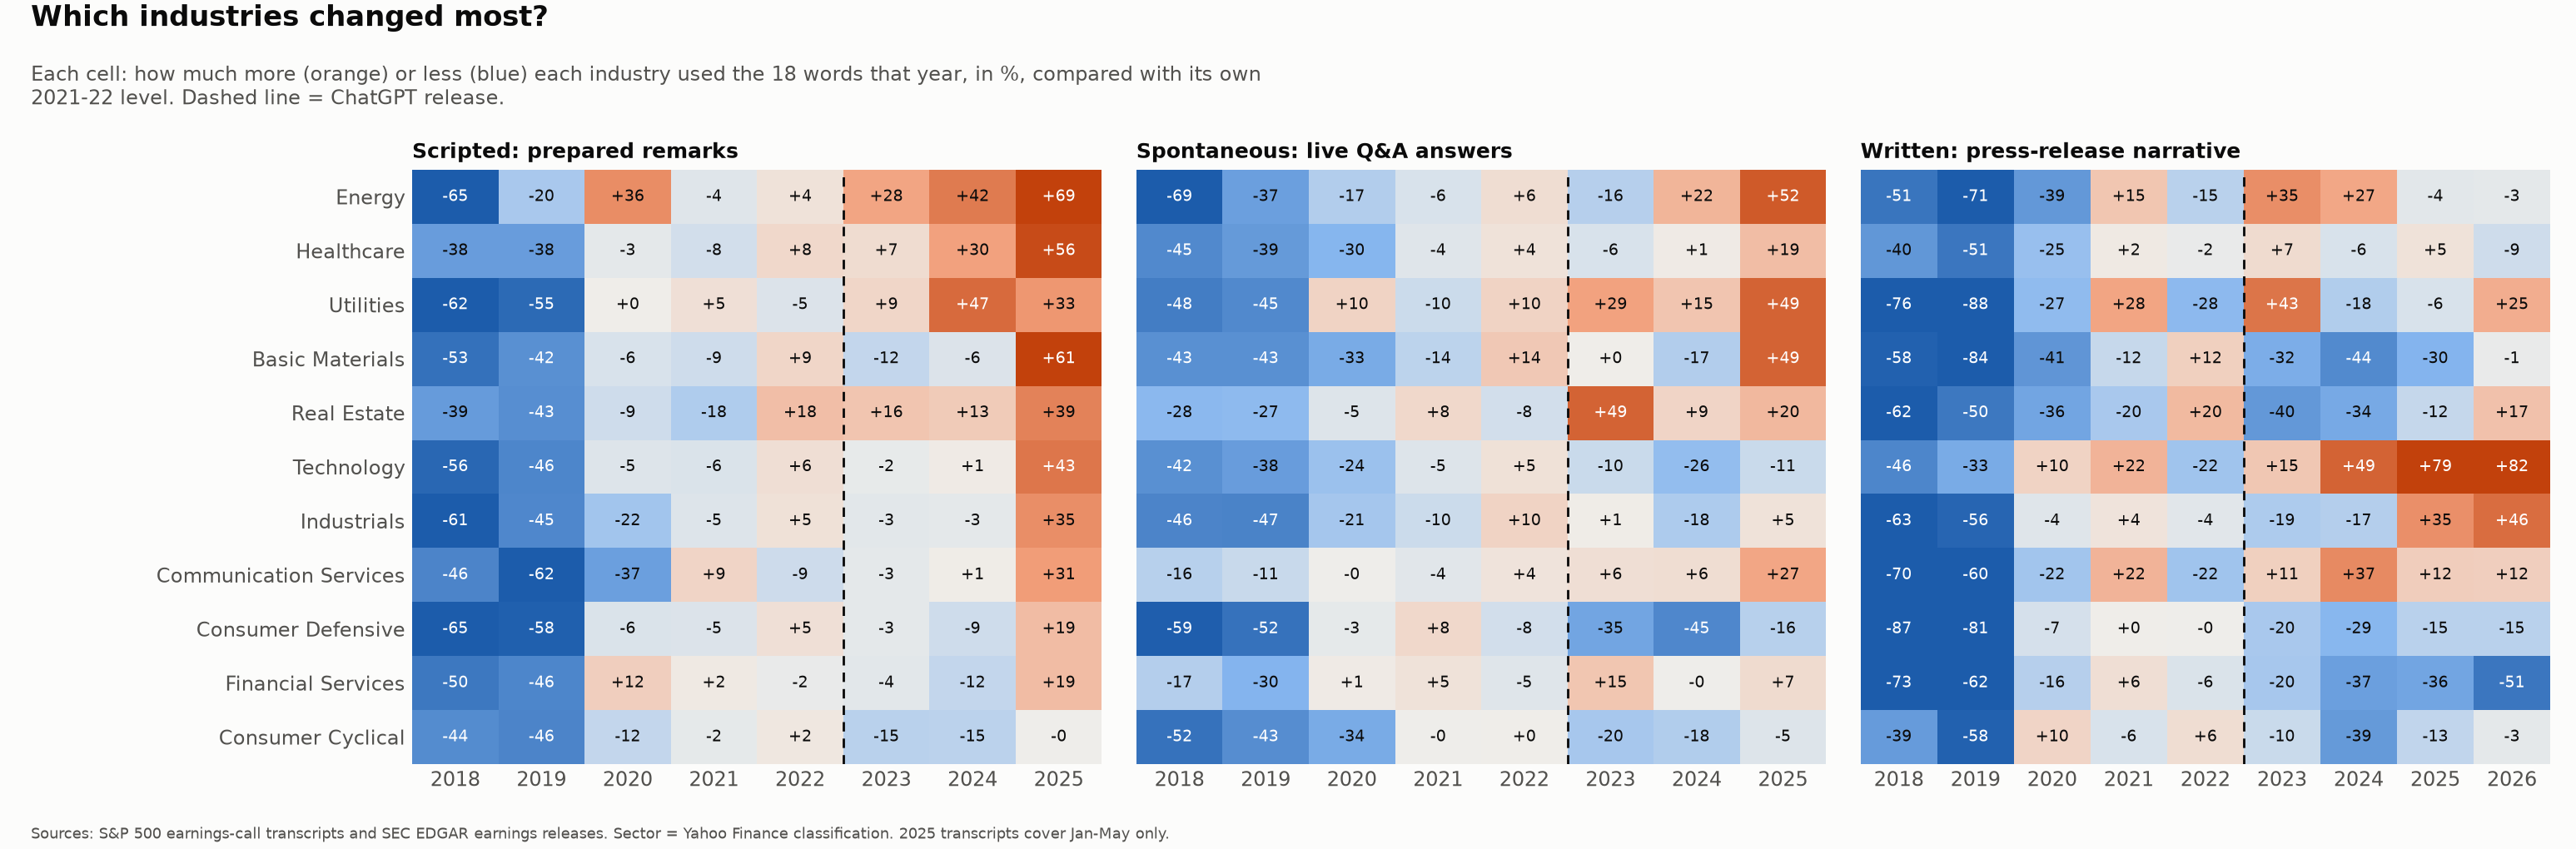 Which industries changed most?
Each cell: how much more (orange) or less (blue) each industry used the 18 words that year, in %, compared with its own
2021-22 level. Dashed line = ChatGPT release.
Scripted: prepared remarks Spontaneous: live Q&A answers Written: press-release narrative
Energy -65 -20 +36 -4 +4 +28 +42 +69 -69 -37 -17 -6 +6 -16 +22 +52 -51 -71 -39 +15 -15 +35 +27 -4 -3
Healthcare -38 -38 -3 -8 +8 +7 +30 +56 -45 -39 -30 -4 +4 -6 +1 +19 -40 -51 -25 +2 -2 +7 -6 +5 -9
Utilities -62 -55 +0 +5 -5 +9 +47 +33 -48 -45 +10 -10 +10 +29 +15 +49 -76 -88 -27 +28 -28 +43 -18 -6 +25
Basic Materials -53 -42 -6 -9 +9 -12 -6 +61 -43 -43 -33 -14 +14 +0 -17 +49 -58 -84 -41 -12 +12 -32 -44 -30 -1
Real Estate -39 -43 -9 -18 +18 +16 +13 +39 -28 -27 -5 +8 -8 +49 +9 +20 -62 -50 -36 -20 +20 -40 -34 -12 +17
Technology -56 -46 -5 -6 +6 -2 +1 +43 -42 -38 -24 -5 +5 -10 -26 -11 -46 -33 +10 +22 -22 +15 +49 +79 +82
Industrials -61 -45 -22 -5 +5 -3 -3 +35 -46 -47 -21 -10 +10 +1 -18 +5 -63 -56 -4 +4 -4 -19 -17 +35 +46
Communication Services -46 -62 -37 +9 -9 -3 +1 +31 -16 -11 -0 -4 +4 +6 +6 +27 -70 -60 -22 +22 -22 +11 +37 +12 +12
Consumer Defensive -65 -58 -6 -5 +5 -3 -9 +19 -59 -52 -3 +8 -8 -35 -45 -16 -87 -81 -7 +0 -0 -20 -29 -15 -15
Financial Services -50 -46 +12 +2 -2 -4 -12 +19 -17 -30 +1 +5 -5 +15 -0 +7 -73 -62 -16 +6 -6 -20 -37 -36 -51
Consumer Cyclical -44 -46 -12 -2 +2 -15 -15 -0 -52 -43 -34 -0 +0 -20 -18 -5 -39 -58 +10 -6 +6 -10 -39 -13 -3
2018 2019 2020 2021 2022 2023 2024 2025 2018 2019 2020 2021 2022 2023 2024 2025 2018 2019 2020 2021 2022 2023 2024 2025 2026
Sources: S&P 500 earnings-call transcripts and SEC EDGAR earnings releases. Sector = Yahoo Finance classification. 2025 transcripts cover Jan-May only.